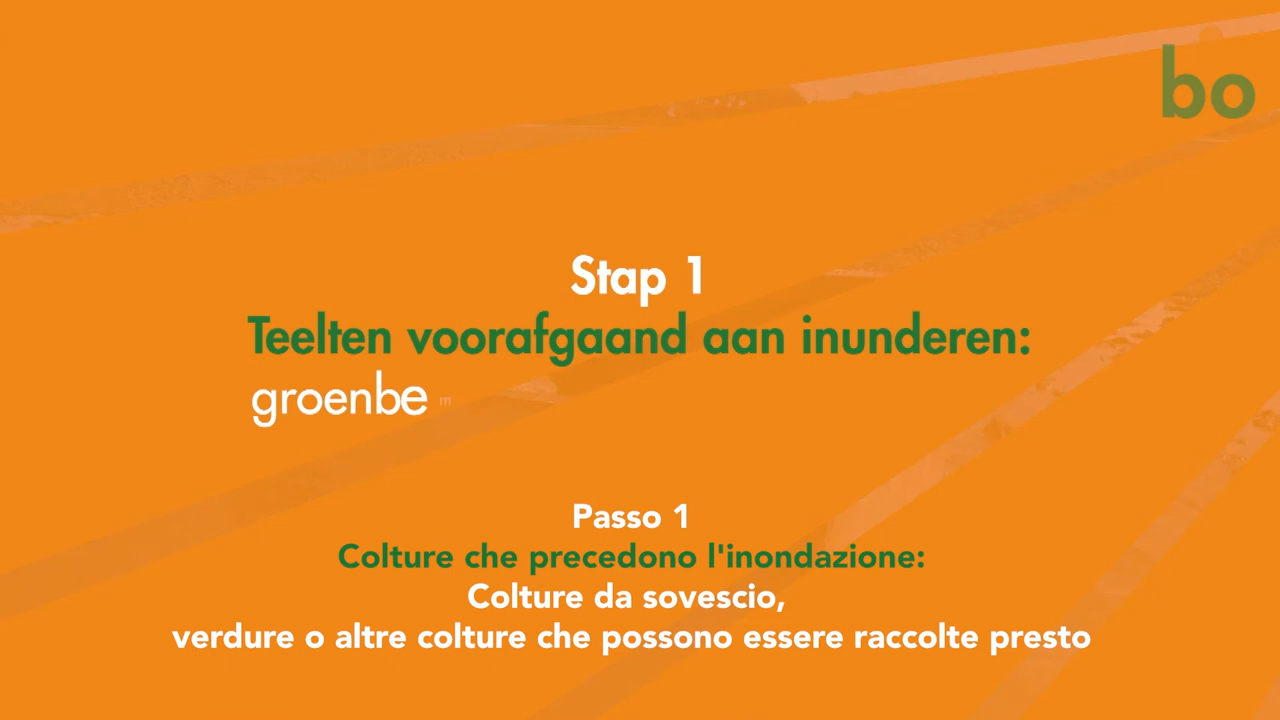 bo
Stap 1
Teelten voorafgaand aan inunderen:
groenbe m
Passo 1
Colture che precedono l'inondazione:
Colture da sovescio,
verdure o altre colture che possono essere raccolte presto